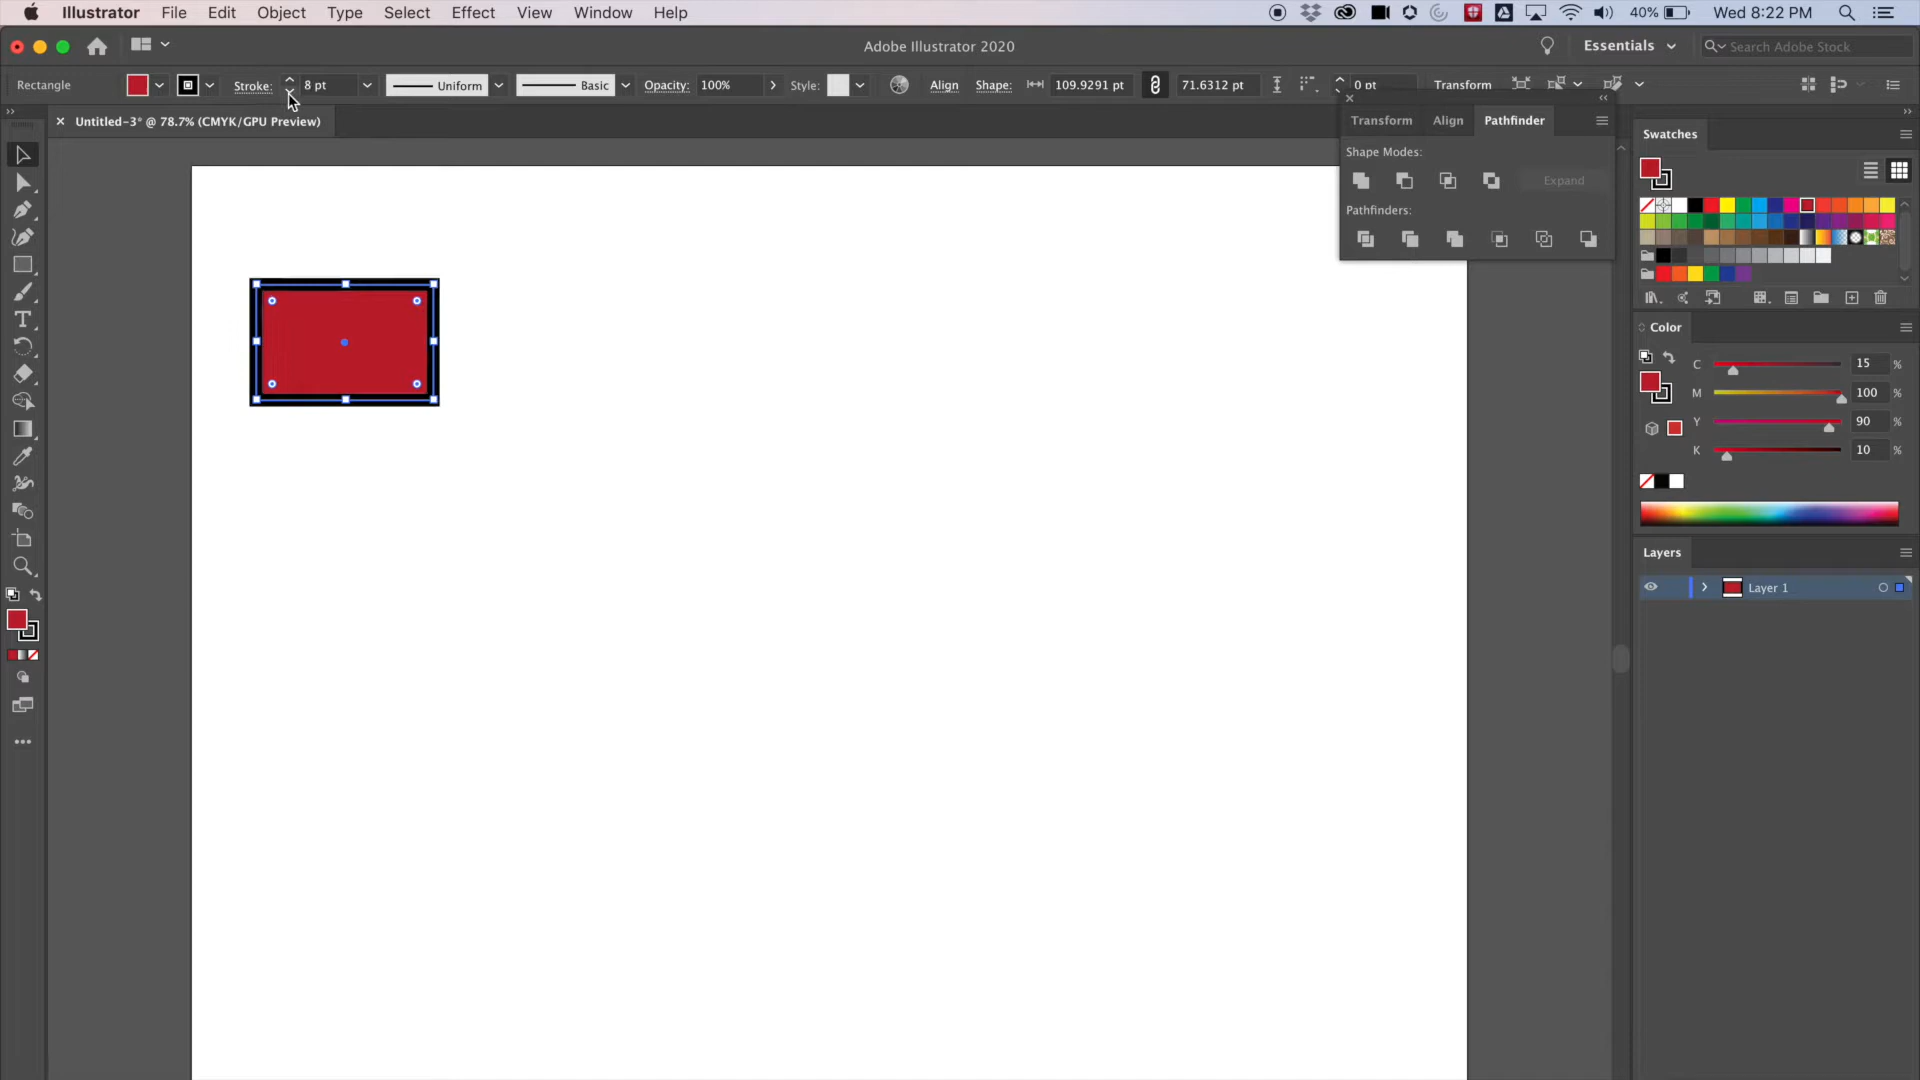 Illustrator File Edit Object Type Select Effect View Window Help 40% Wed 8:22 PM
Adobe Illustrator 2020 Essentials Search Adobe Stock
Rectangle Stroke: 8 pt Uniform Basic Opacity: 100% Style: Align Shape: 109.9291 pt 71.6312 pt 0 pt Transform
Untitled-3* @ 78.7% (CMYK/GPU Preview)
Transform Align Pathfinder
Shape Modes:
Expand
Pathfinders:
Swatches
Color
C 15 %
M 100 %
Y 90 %
K 10 %
Layers
Layer 1